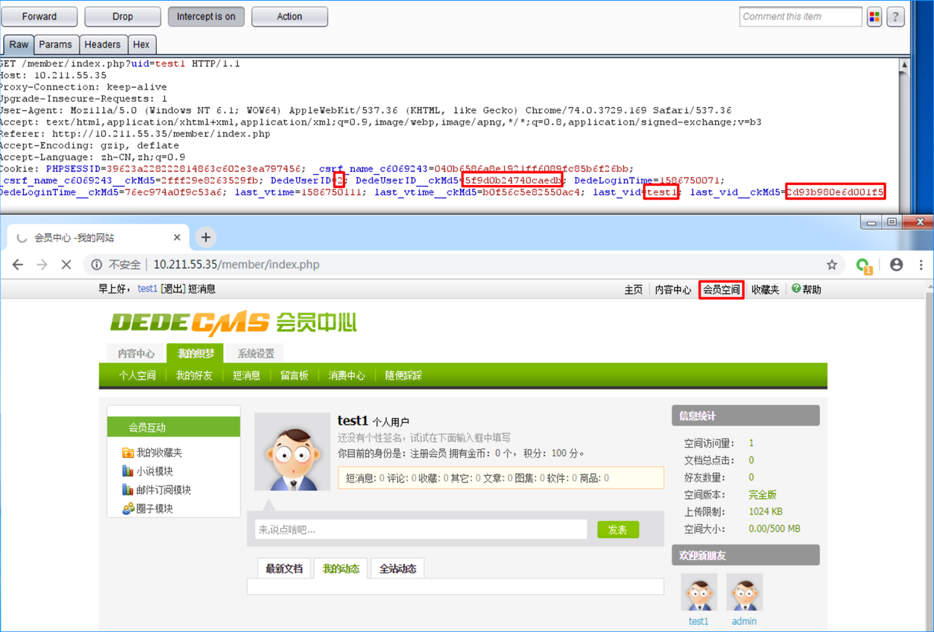 Forward Drop Intercept is on Action Comment this item ?
Raw Params Headers Hex
GET /member/index.php?uid=test1 HTTP/1.1
Host: 10.211.55.35
Proxy-Connection: keep-alive
Upgrade-Insecure-Requests: 1
User-Agent: Mozilla/5.0 (Windows NT 6.1; WOW64) AppleWebKit/537.36 (KHTML, like Gecko) Chrome/74.0.3729.169 Safari/537.36
Accept: text/html,application/xhtml+xml,application/xml;q=0.9,image/webp,image/apng,*/*;q=0.8,application/signed-exchange;v=b3
Referer: http://10.211.55.35/member/index.php
Accept-Encoding: gzip, deflate
Accept-Language: zh-CN,zh;q=0.9
Cookie: PHPSESSID=39623a228222814863c602e3ea797456; _csrf_name_c6069243=040b6586a8e1921ff6089fc85b6f26bb;
_csrf_name_c6069243__ckMd5=2fff29e8263529fb; DedeUserID=2; DedeUserID__ckMd5=5f9d0b24740caedb; DedeLoginTime=1586750071;
DedeLoginTime__ckMd5=76ec974a0f9c53a6; last_vtime=1586750111; last_vtime__ckMd5=b0f56c5e82550ac4; last_vid=test1; last_vid__ckMd5=2d93b980e6d001f5
会员中心 -我的网站
不安全 10.211.55.35/member/index.php 1
早上好， test1 [退出] 短消息 主页 内容中心 会员空间 收藏夹 帮助
DEDECMS 会员中心
内容中心 我的织梦 系统设置
个人空间 我的好友 短消息 留言板 消费中心 随便踩踩
会员互动
我的收藏夹
小说模块
邮件订阅模块
圈子模块
test1 个人用户
还没有个性签名，试试在下面输入框中填写
你目前的身份是：注册会员 拥有金币：0 个， 积分：100 分。
短消息: 0 评论: 0 收藏: 0 其它: 0 文章: 0 图集: 0 软件: 0 商品: 0
来,说点啥吧... 发表
最新文档 我的动态 全站动态
信息统计
空间访问量： 1
文档总点击： 0
好友数量： 0
空间版本： 完全版
上传限制： 1024 KB
空间大小： 0.00/500 MB
欢迎新朋友
test1 admin